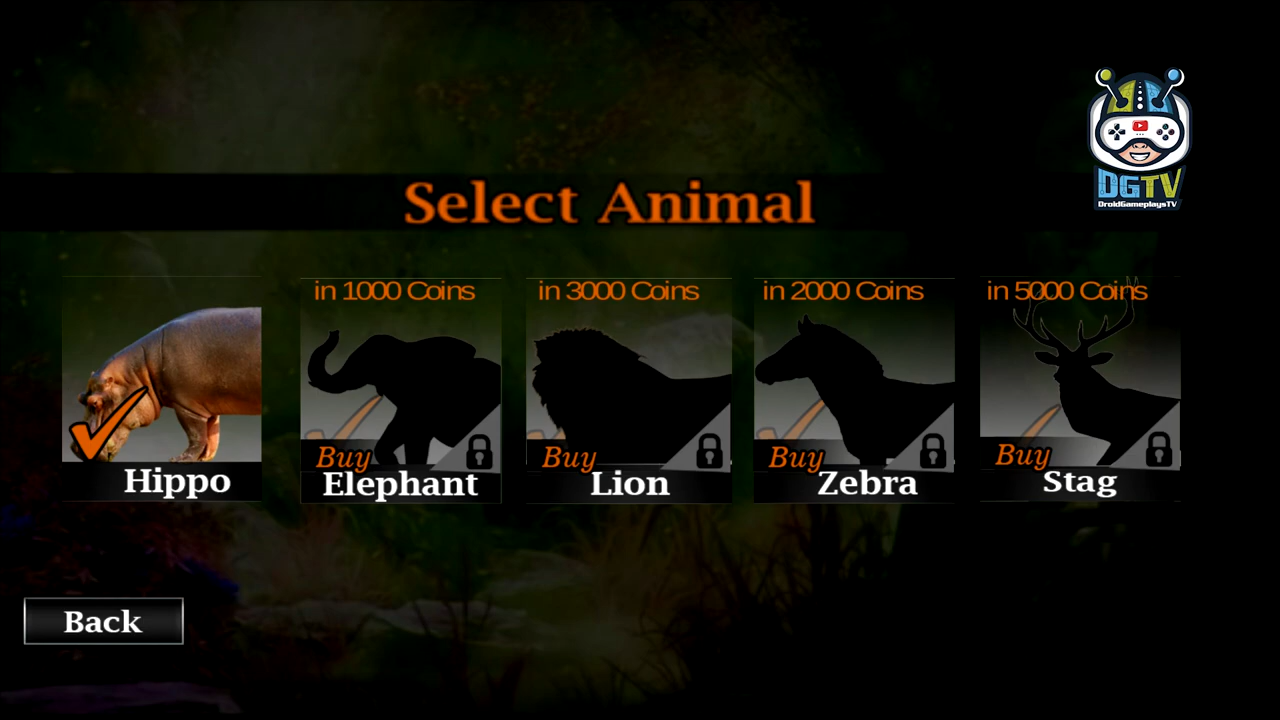 Select Animal
DGTV
DroidGameplaysTV
in 1000 Coins
in 3000 Coins
in 2000 Coins
in 5000 Coins
Buy
Buy
Buy
Buy
Hippo
Elephant
Lion
Zebra
Stag
Back